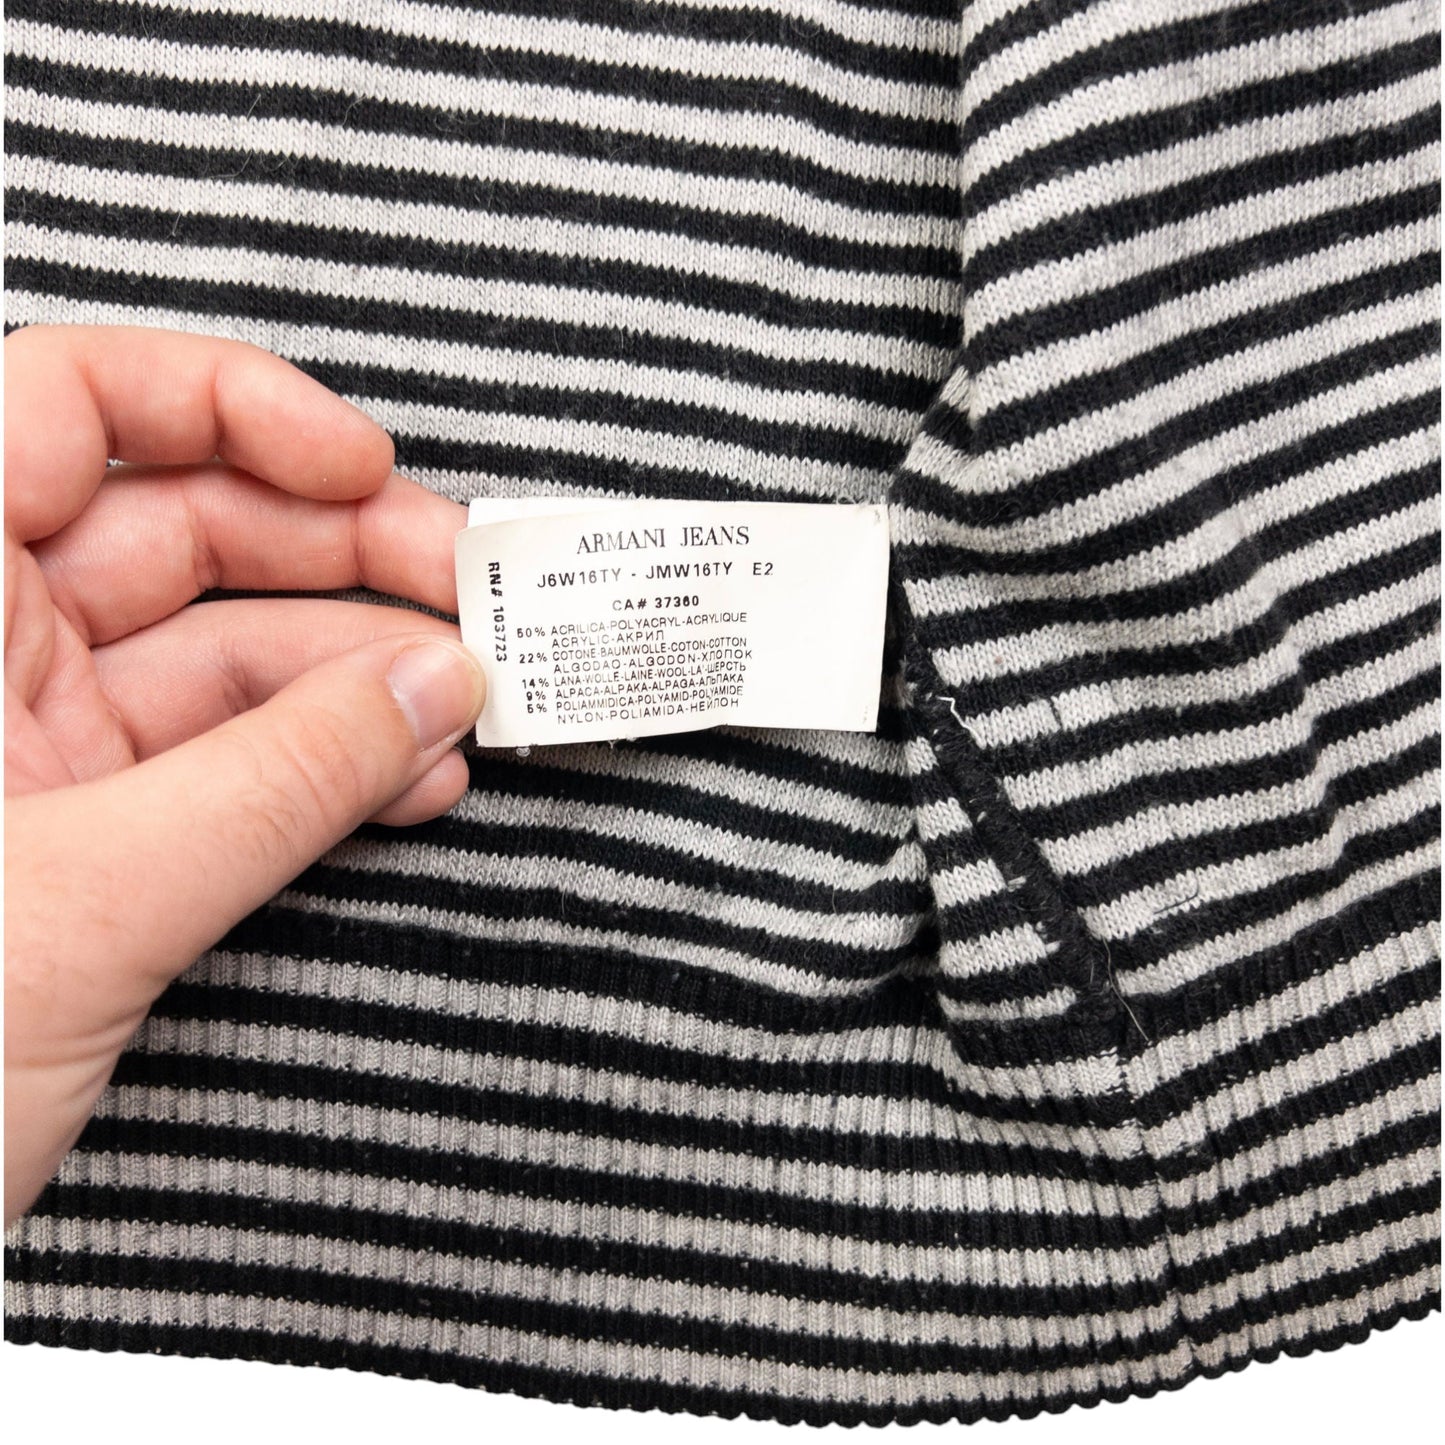 ARMANI JEANS
J6W16TY - JMW16TY E2
CA# 37360
RN# 103723
50% ACRILICA-POLYACRYL-ACRYLIQUE
ACRYLIC-АКРИЛ
22% COTONE-BAUMWOLLE-COTON-COTTON
ALGODAO-ALGODON-ХЛОПОК
14% LANA-WOLLE-LAINE-WOOL-LA'-ШЕРСТЬ
9% ALPACA-ALPAKA-ALPAGA-АЛЬПАКА
5% POLIAMMIDICA-POLYAMID-POLYAMIDE
NYLON-POLIAMIDA-НЕЙЛОН